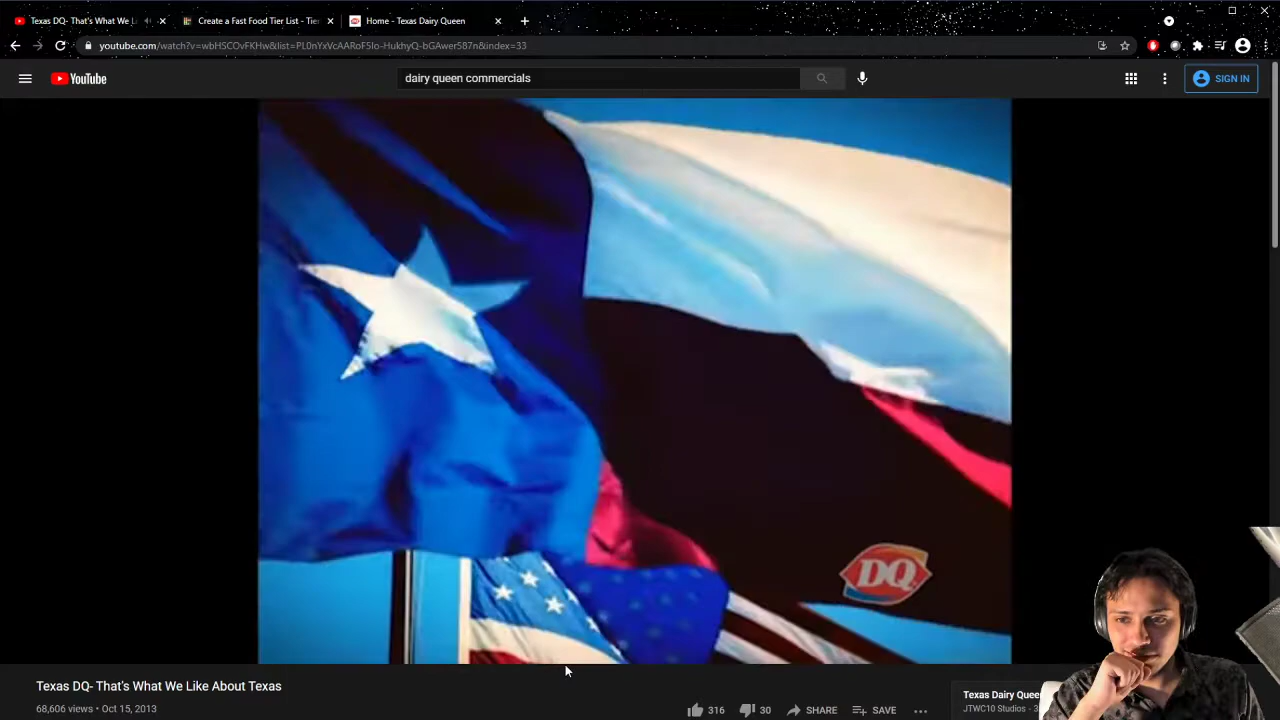 Texas DQ- That's What We L
Create a Fast Food Tier List - Tier
Home - Texas Dairy Queen
youtube.com/watch?v=wbHSCOvFKHw&list=PL0nYxVcAARoF5Io-HukhyQ-bGAwer587n&index=33
YouTube
dairy queen commercials
SIGN IN
DQ
Texas DQ- That's What We Like About Texas
68,606 views • Oct 15, 2013
316
30
SHARE
SAVE
Texas Dairy Quee
JTWC10 Studios - 3